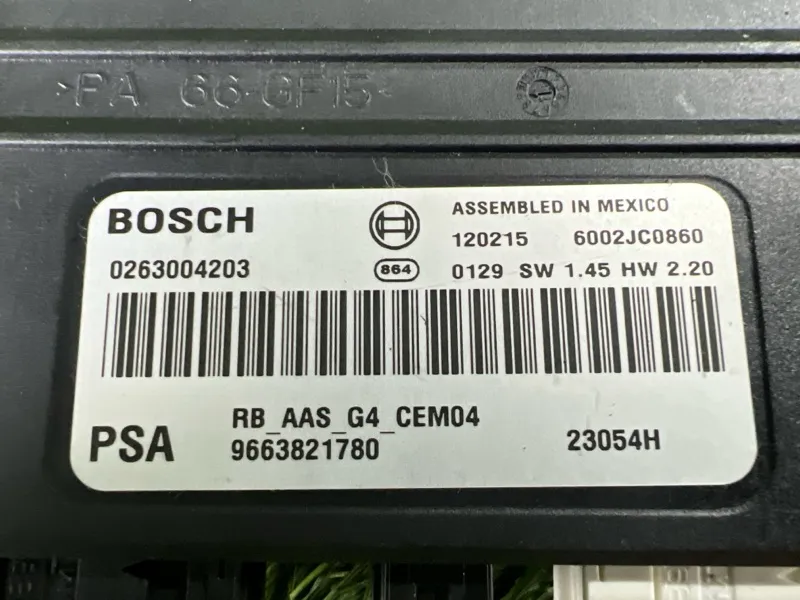 >PA 66-GF15<
BOSCH
ASSEMBLED IN MEXICO
120215 6002JC0860
0263004203
864
0129 SW 1.45 HW 2.20
PSA
RB_AAS_G4_CEM04
9663821780
23054H